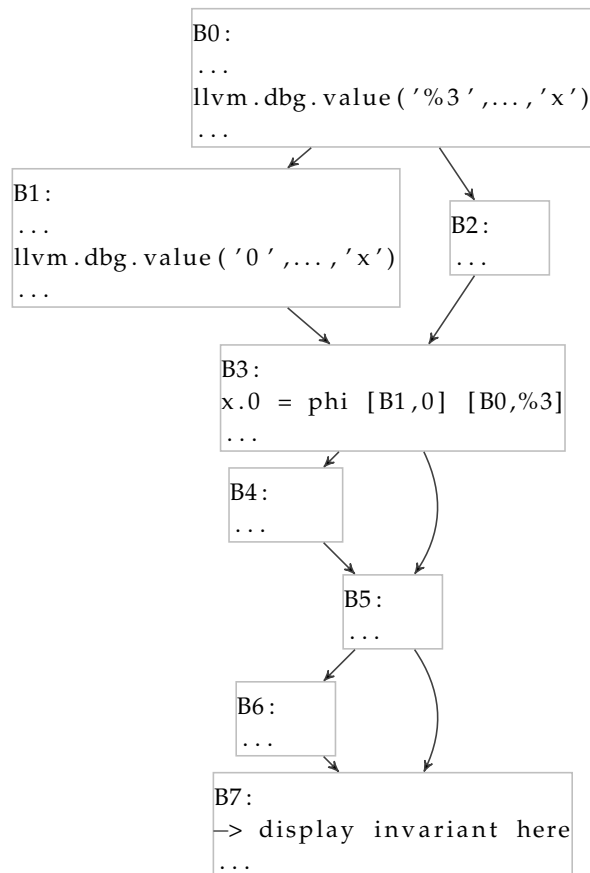 B0:
...
llvm.dbg.value('%3',...,'x')
...
B1:
...
llvm.dbg.value('0',...,'x')
...
B2:
...
B3:
x.0 = phi [B1,0] [B0,%3]
...
B4:
...
B5:
...
B6:
...
B7:
—> display invariant here
...